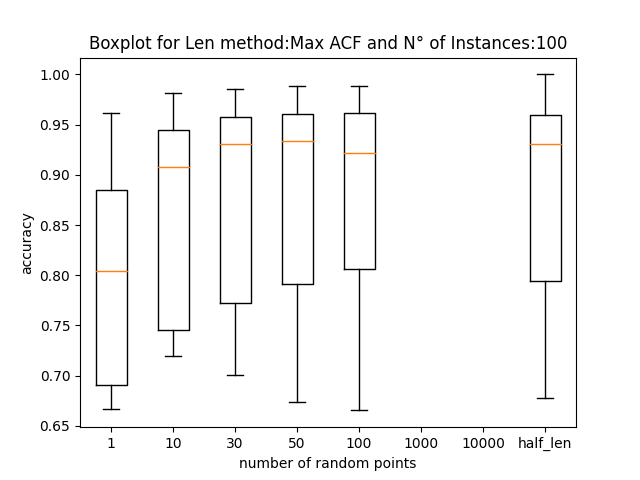 Boxplot for Len method:Max ACF and N° of Instances:100
1.00
0.95
0.90
0.85
0.80
0.75
0.70
0.65
accuracy
1 10 30 50 100 1000 10000 half_len
number of random points